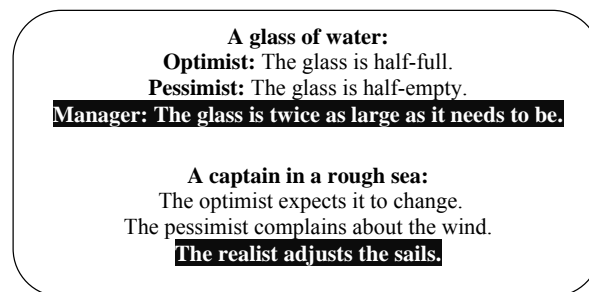 A glass of water:
Optimist: The glass is half-full.
Pessimist: The glass is half-empty.
Manager: The glass is twice as large as it needs to be.
A captain in a rough sea:
The optimist expects it to change.
The pessimist complains about the wind.
The realist adjusts the sails.